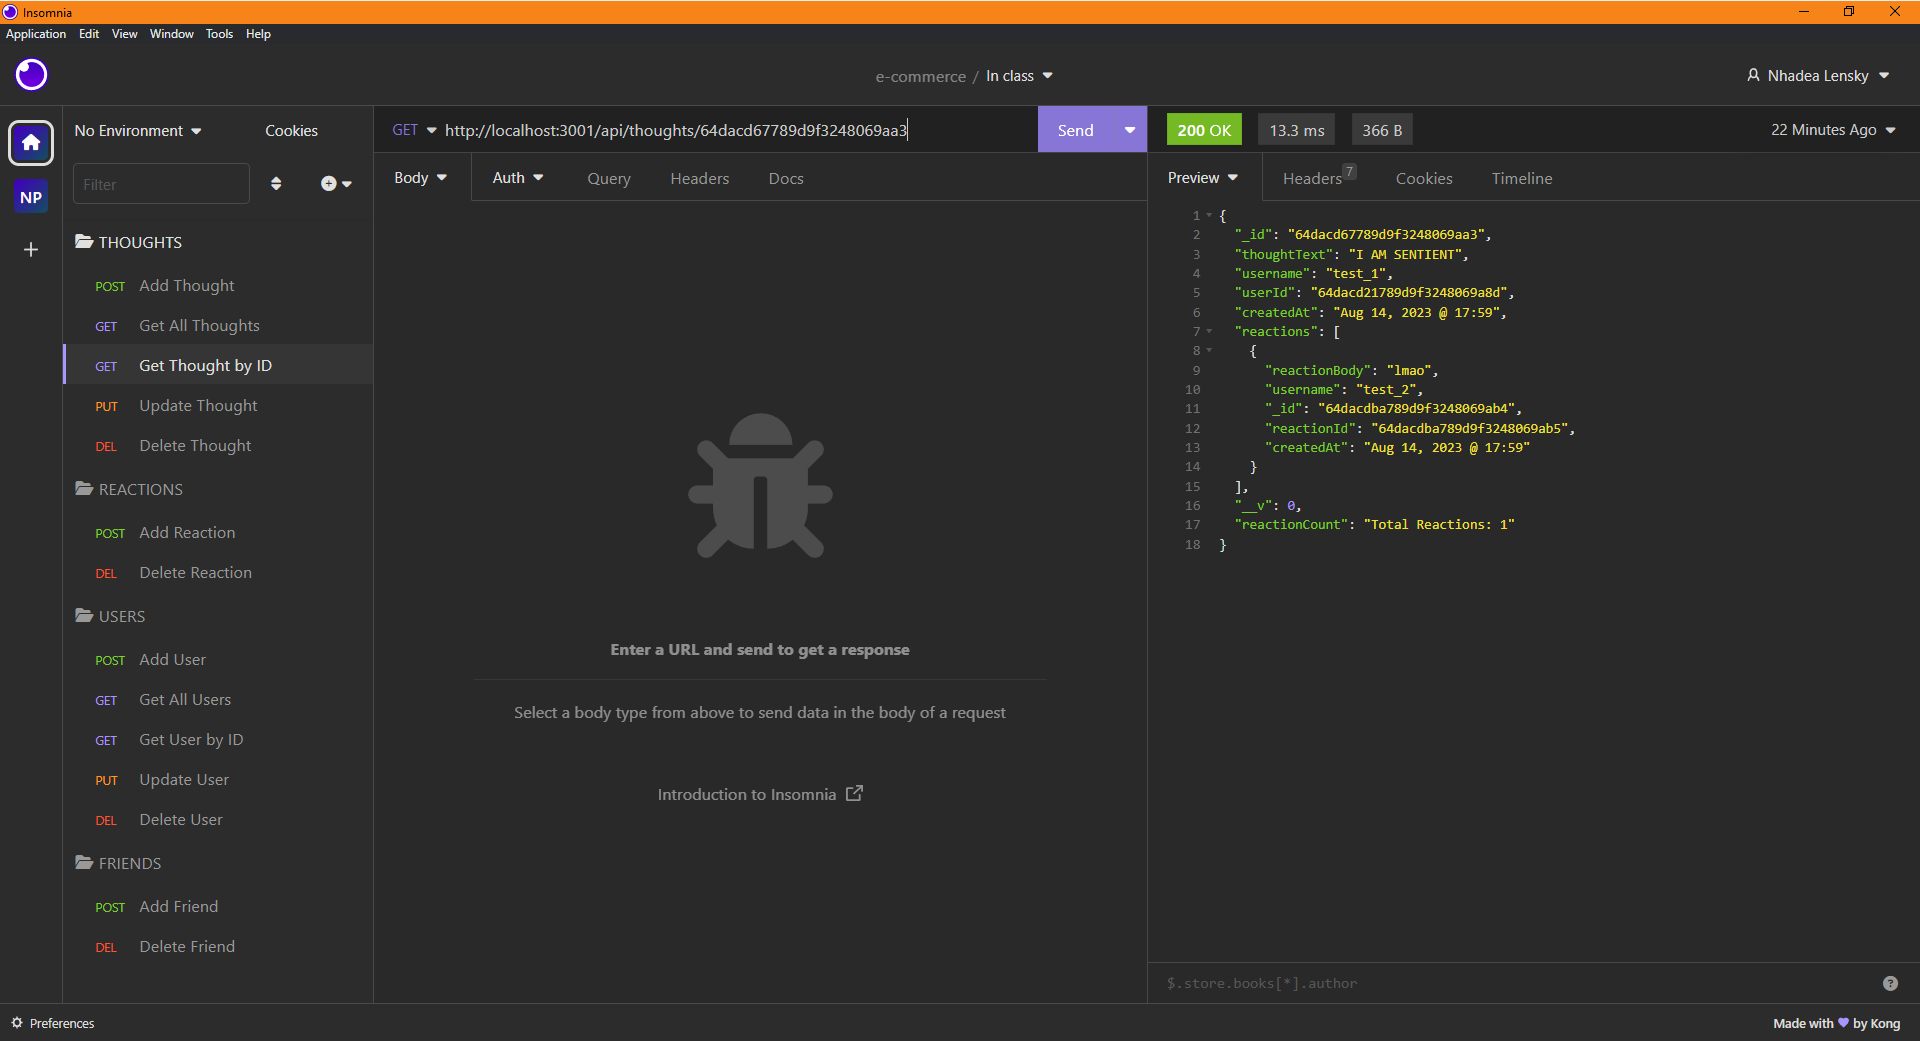 Insomnia
Application Edit View Window Tools Help
e-commerce / In class
Nhadea Lensky
No Environment
Cookies
GET http://localhost:3001/api/thoughts/64dacd67789d9f3248069aa3
Send
200 OK
13.3 ms
366 B
22 Minutes Ago
Filter
NP
Body
Auth
Query
Headers
Docs
Preview
Headers 7
Cookies
Timeline
THOUGHTS
POST Add Thought
GET Get All Thoughts
GET Get Thought by ID
PUT Update Thought
DEL Delete Thought
REACTIONS
POST Add Reaction
DEL Delete Reaction
USERS
POST Add User
GET Get All Users
GET Get User by ID
PUT Update User
DEL Delete User
FRIENDS
POST Add Friend
DEL Delete Friend
Enter a URL and send to get a response
Select a body type from above to send data in the body of a request
Introduction to Insomnia
1 {
2 "_id": "64dacd67789d9f3248069aa3",
3 "thoughtText": "I AM SENTIENT",
4 "username": "test_1",
5 "userId": "64dacd21789d9f3248069a8d",
6 "createdAt": "Aug 14, 2023 @ 17:59",
7 "reactions": [
8 {
9 "reactionBody": "lmao",
10 "username": "test_2",
11 "_id": "64dacdba789d9f3248069ab4",
12 "reactionId": "64dacdba789d9f3248069ab5",
13 "createdAt": "Aug 14, 2023 @ 17:59"
14 }
15 ],
16 "__v": 0,
17 "reactionCount": "Total Reactions: 1"
18 }
$.store.books[*].author
?
Preferences
Made with 💜 by Kong